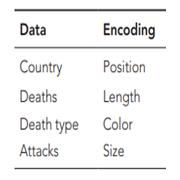 Data Encoding
Country Position
Deaths Length
Death type Color
Attacks Size